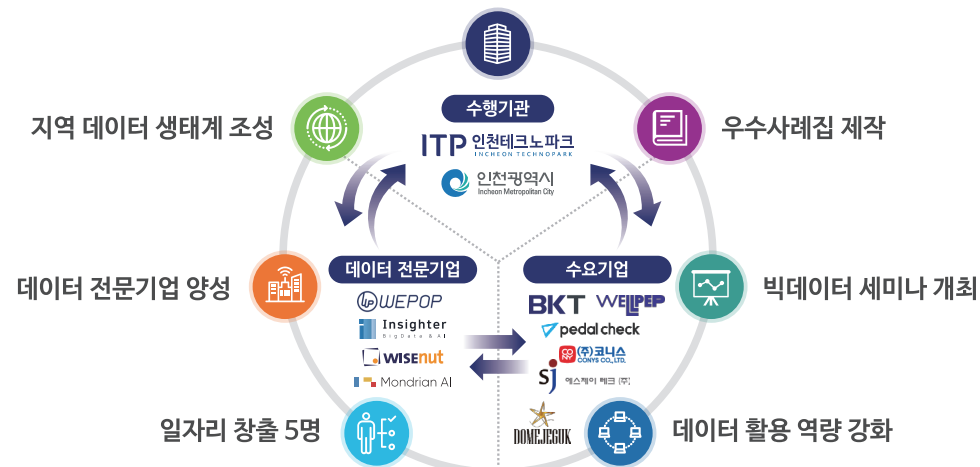 수행기관
ITP 인천테크노파크
INCHEON TECHNOPARK
인천광역시
Incheon Metropolitan City
지역 데이터 생태계 조성
우수사례집 제작
데이터 전문기업 양성
빅데이터 세미나 개최
데이터 전문기업
WEPOP
Insighter
BigData & AI
WISEnut
Mondrian AI
수요기업
BKT WELLPEP
pedal check
CONY (주)코니스
CONYS CO.,LTD.
sj 에스제이 테크 (주)
DOMEJEGUK
일자리 창출 5명
데이터 활용 역량 강화